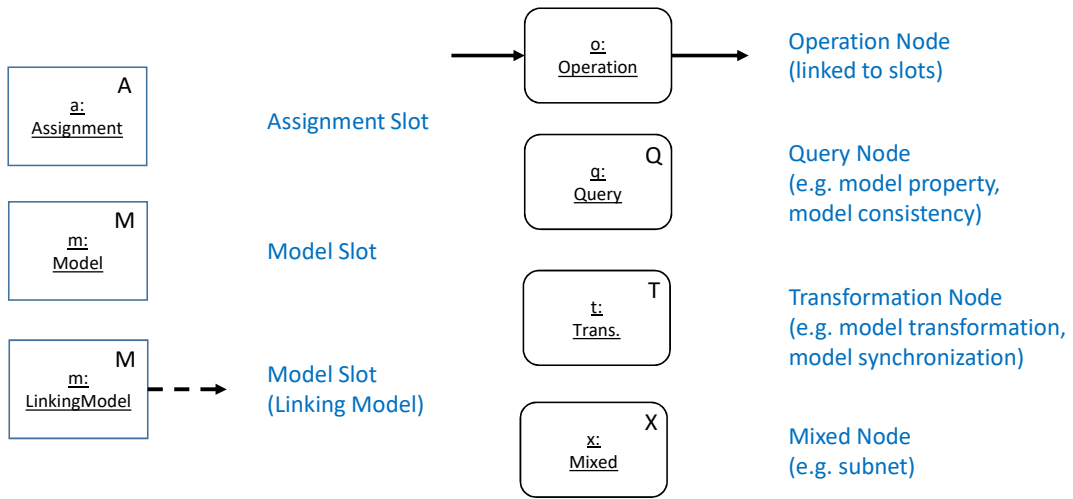 A
a:
Assignment
Assignment Slot
M
m:
Model
Model Slot
M
m:
LinkingModel
Model Slot
(Linking Model)
o:
Operation
Operation Node
(linked to slots)
Q
q:
Query
Query Node
(e.g. model property,
model consistency)
T
t:
Trans.
Transformation Node
(e.g. model transformation,
model synchronization)
X
x:
Mixed
Mixed Node
(e.g. subnet)